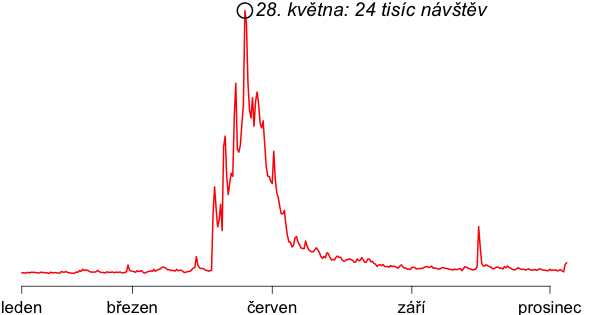 28. května: 24 tisíc návštěv
leden březen červen září prosinec